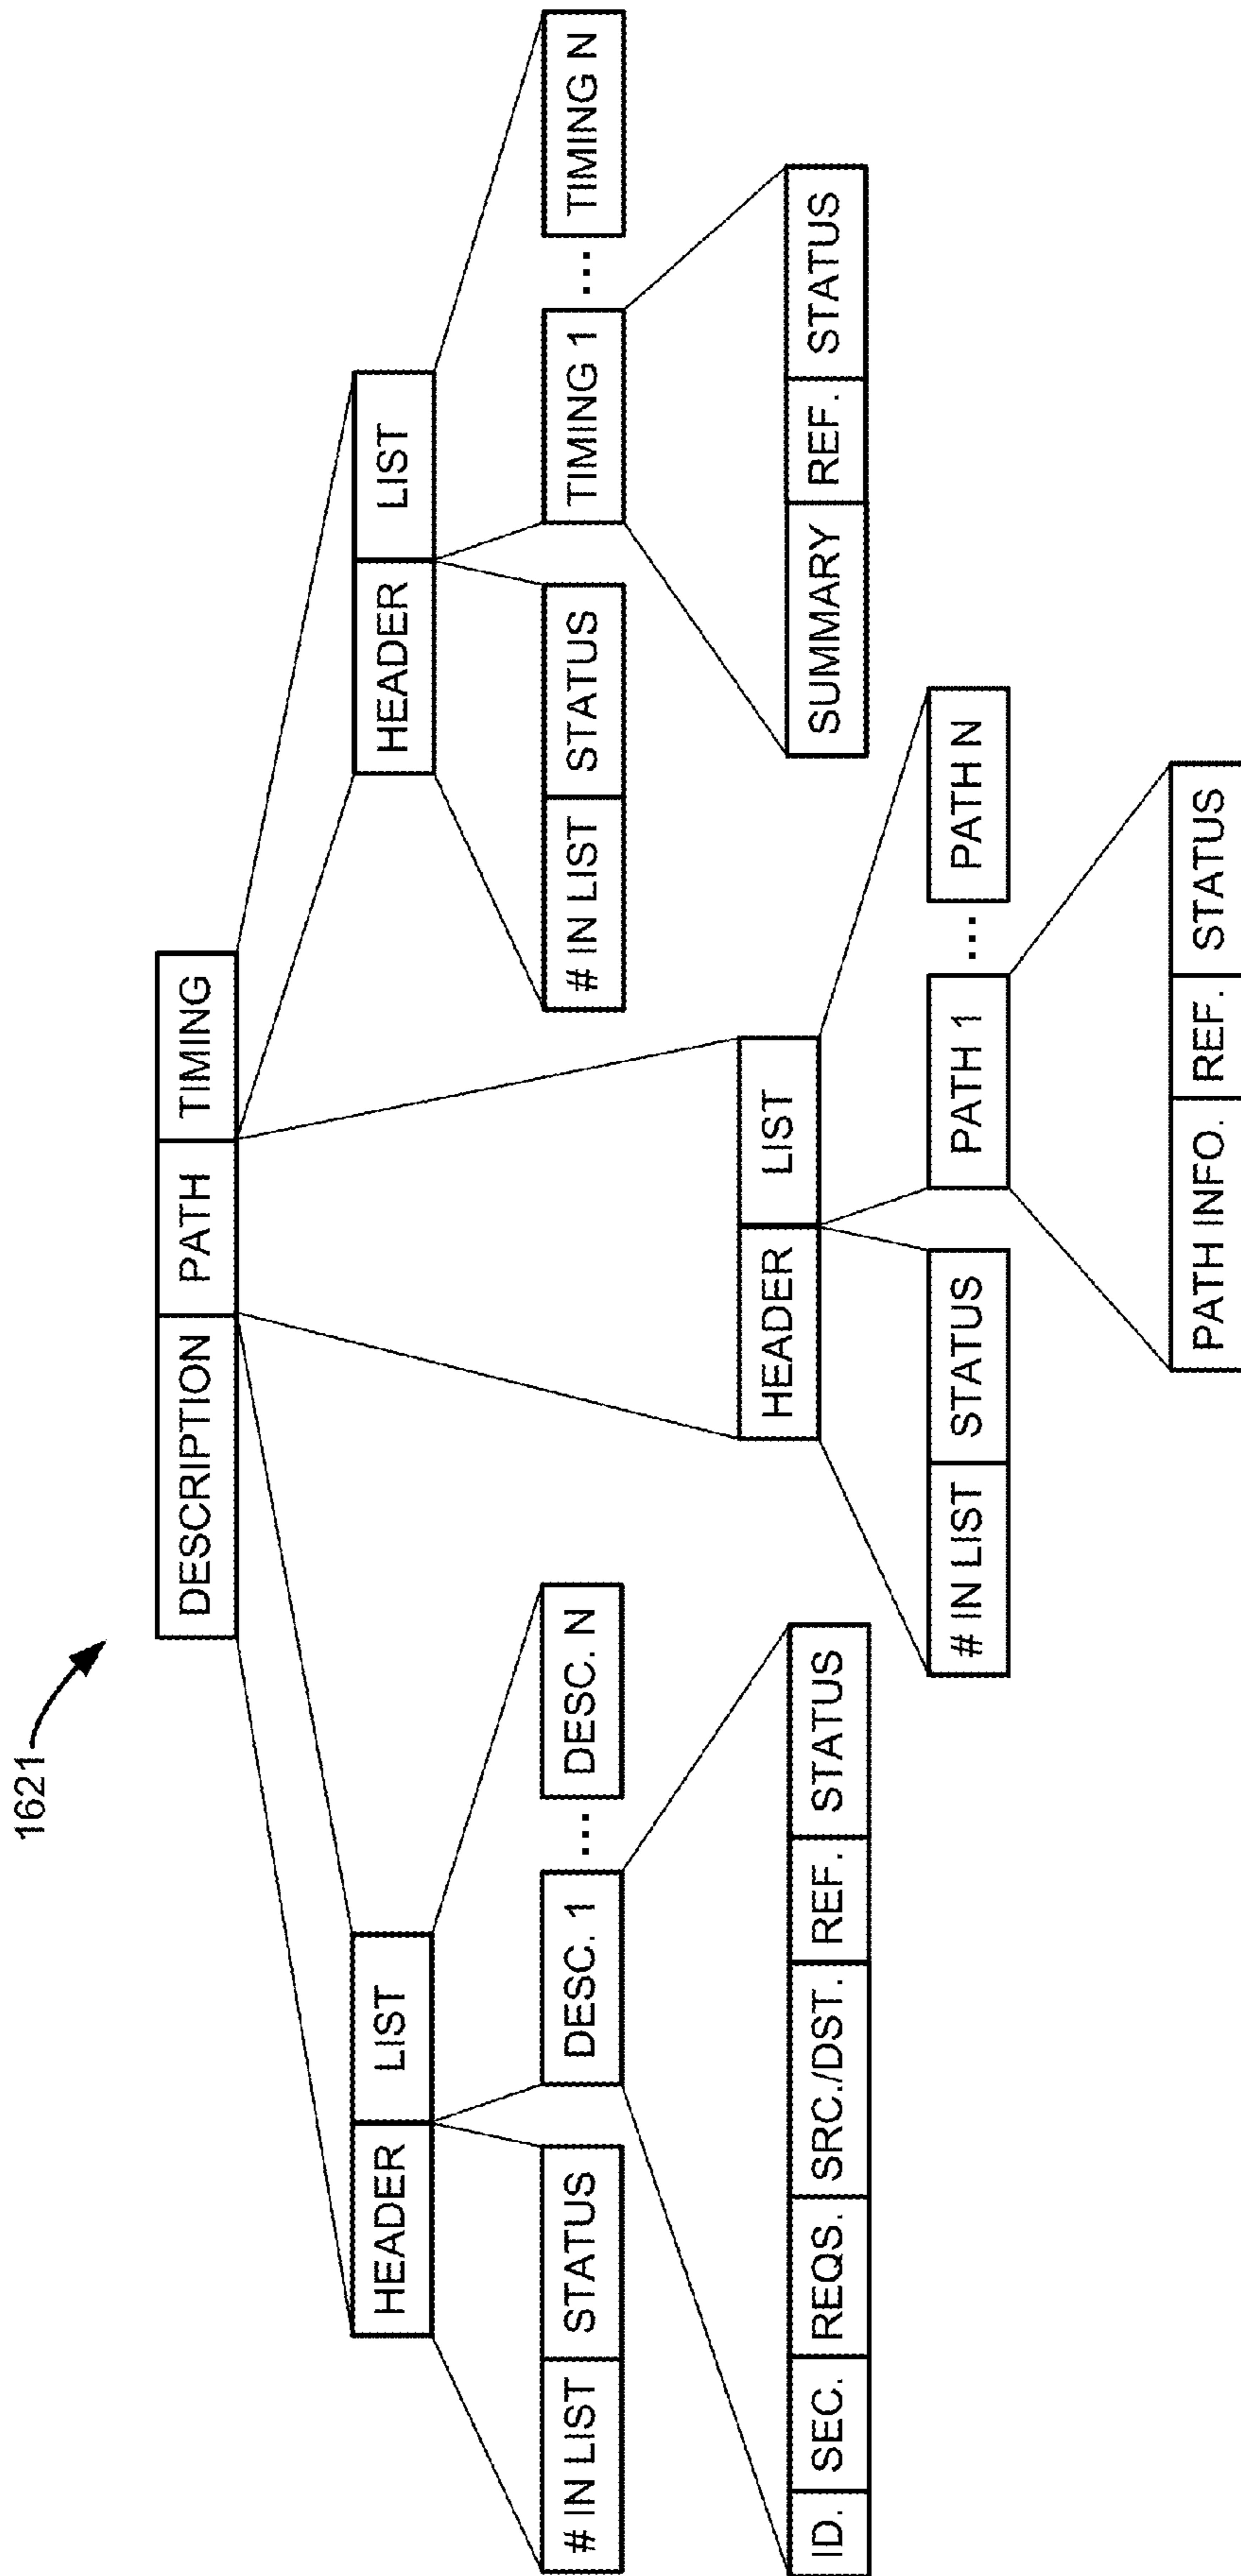 1621
DESCRIPTION PATH TIMING
HEADER LIST
HEADER LIST
# IN LIST STATUS DESC. 1 ... DESC. N
# IN LIST STATUS TIMING 1 ... TIMING N
ID. SEC. REQS. SRC./DST. REF. STATUS
SUMMARY REF. STATUS
HEADER LIST
# IN LIST STATUS PATH 1 ... PATH N
PATH INFO. REF. STATUS